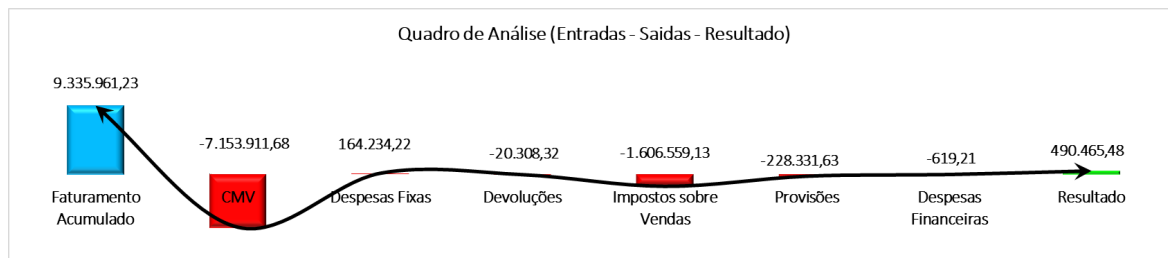 Quadro de Análise (Entradas - Saidas - Resultado)
9.335.961,23
-7.153.911,68
164.234,22
-20.308,32
-1.606.559,13
-228.331,63
-619,21
490.465,48
Faturamento
Acumulado
CMV
Despesas Fixas
Devoluções
Impostos sobre
Vendas
Provisões
Despesas
Financeiras
Resultado